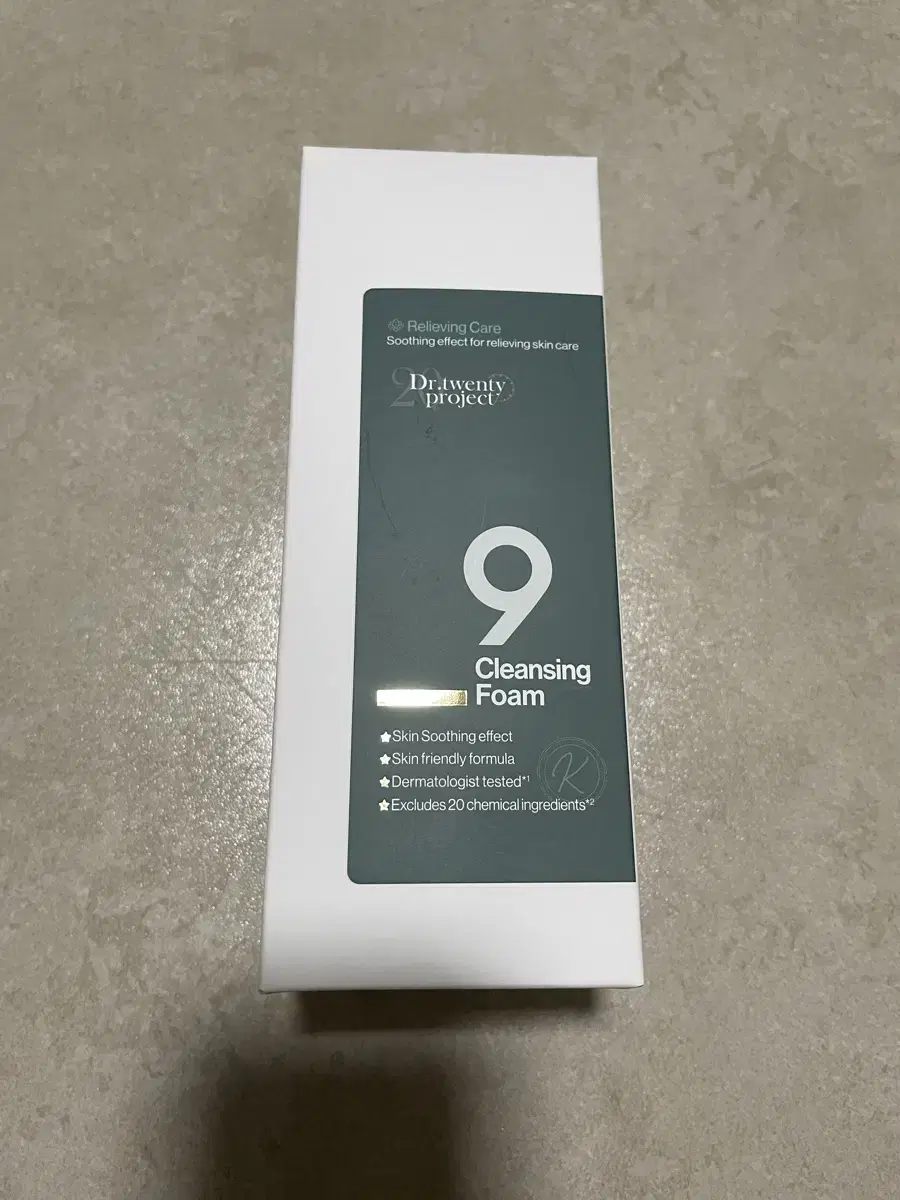 Relieving Care
Soothing effect for relieving skin care
20
Dr.twenty
project
9
Cleansing
Foam
Skin Soothing effect
Skin friendly formula
Dermatologist tested*1
Excludes 20 chemical ingredients*2
K